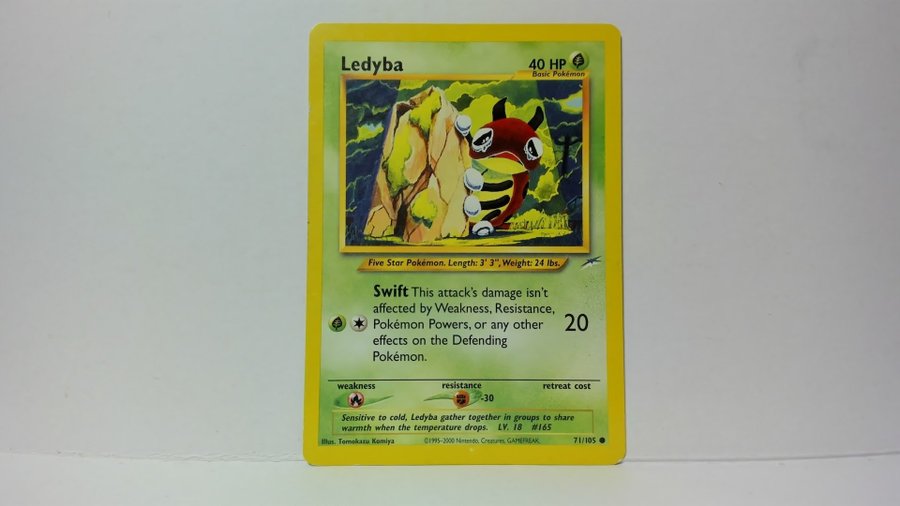 Ledyba
40 HP
Basic Pokémon
Five Star Pokémon. Length: 3' 3", Weight: 24 lbs.
Swift This attack's damage isn't
affected by Weakness, Resistance,
Pokémon Powers, or any other
effects on the Defending
Pokémon.
20
weakness
resistance
retreat cost
-30
Sensitive to cold, Ledyba gather together in groups to share
warmth when the temperature drops. LV. 18 #165
Illus. Tomokazu Komiya
©1995-2000 Nintendo, Creatures, GAMEFREAK.
71/105